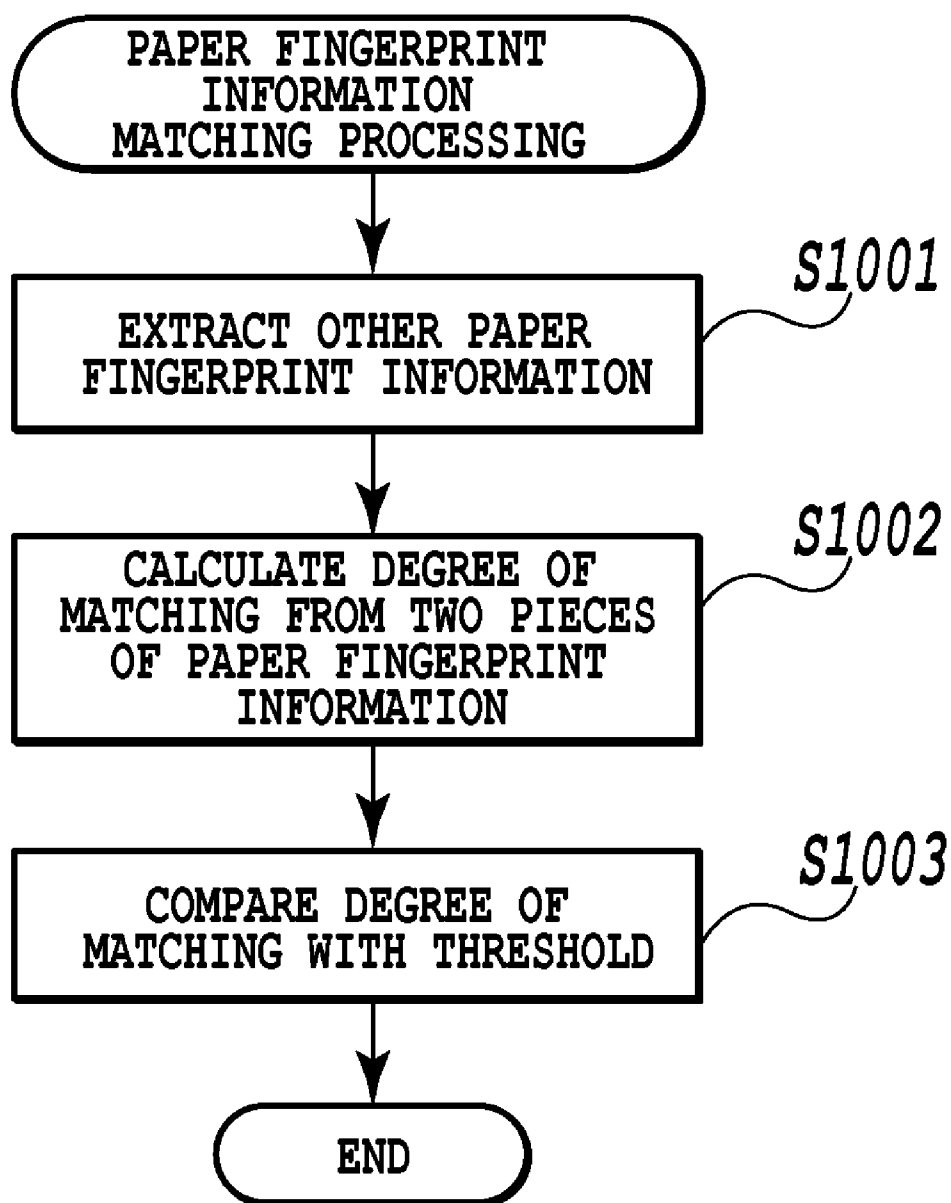 PAPER FINGERPRINT
INFORMATION
MATCHING PROCESSING
S1001
EXTRACT OTHER PAPER
FINGERPRINT INFORMATION
S1002
CALCULATE DEGREE OF
MATCHING FROM TWO PIECES
OF PAPER FINGERPRINT
INFORMATION
S1003
COMPARE DEGREE OF
MATCHING WITH THRESHOLD
END